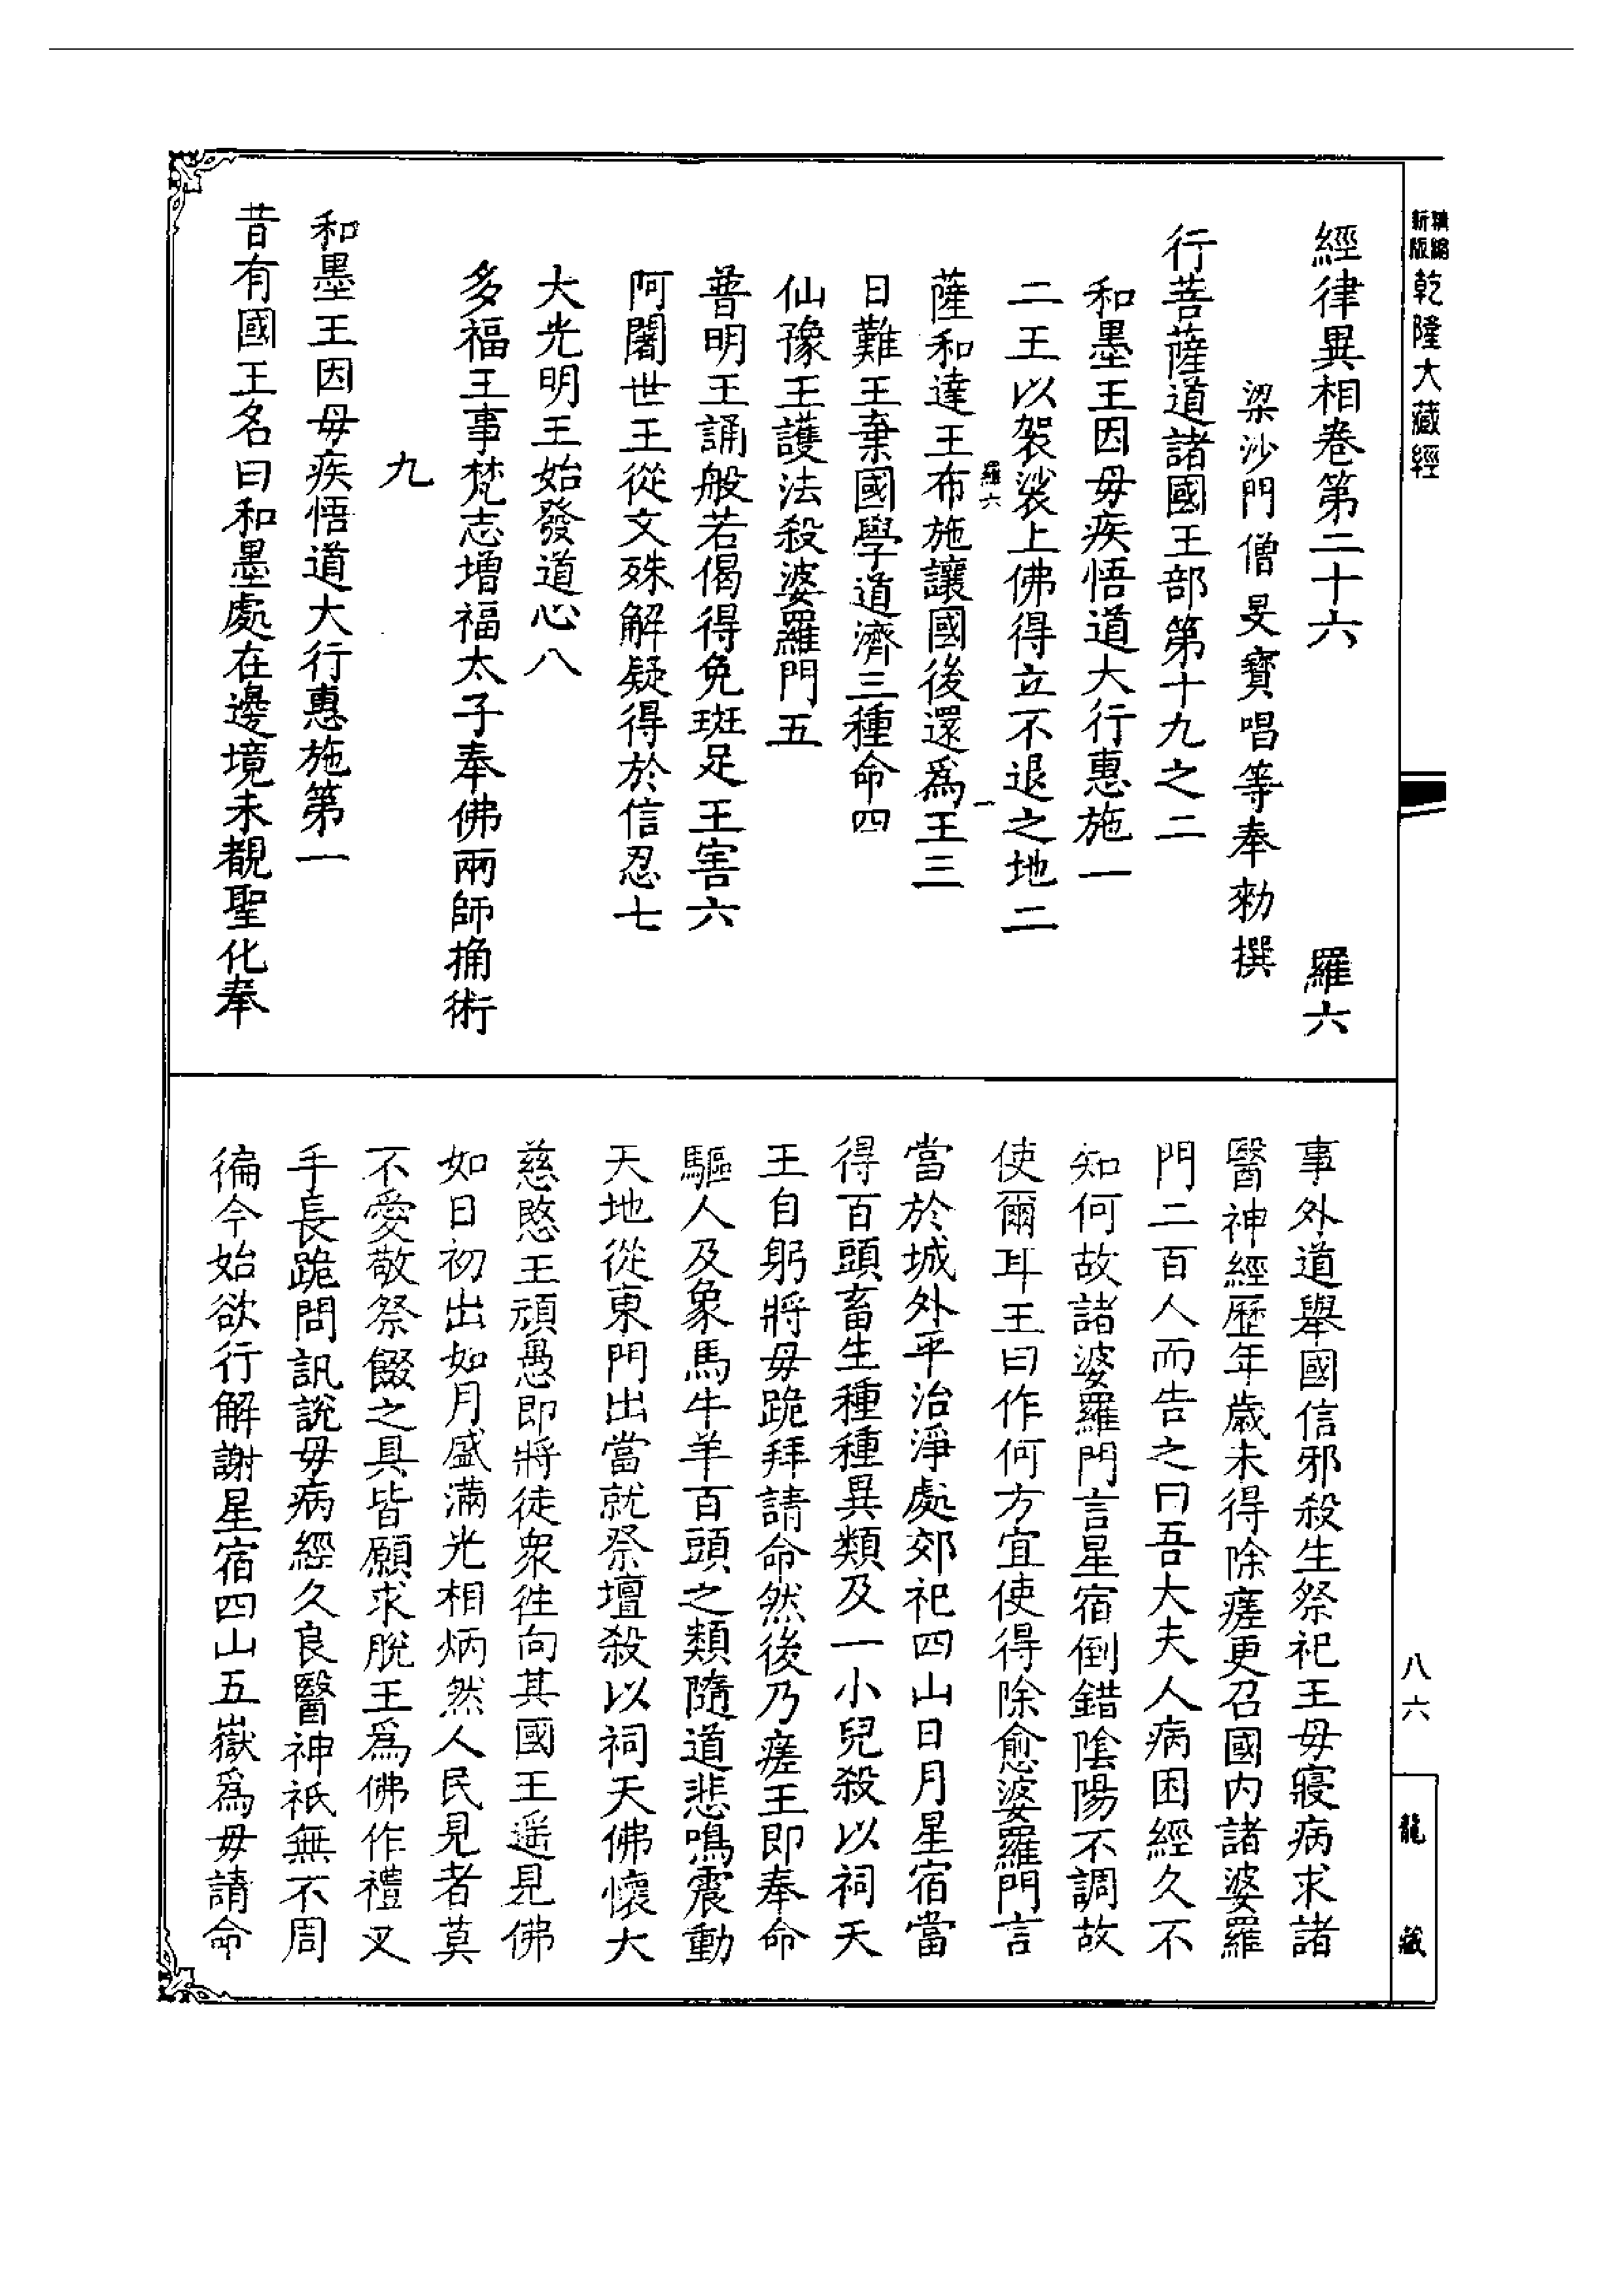 精縮新版乾隆大藏經
經律異相卷第二十六 羅六
梁沙門僧旻寶唱等奉勑撰
行菩薩道諸國王部第十九之二
和墨王因毋疾悟道大行惠施一
二王以袈裟上佛得立不退之地二
羅六 一
薩和達王布施讓國後還爲王三
日難王棄國學道濟三種命四
仙豫王護法殺婆羅門五
普明王誦般若偈得免斑足王害六
阿闍世王從文殊解疑得於信忍七
大光明王始發道心八
多福王事梵志增福太子奉佛兩師捔術
九
和墨王因毋疾悟道大行惠施第一
昔有國王名曰和墨處在邊境未覩聖化奉
事外道舉國信邪殺生祭祀王毋寢病求諸
醫神經歷年歲未得除瘥更召國内諸婆羅
門二百人而告之曰吾大夫人病困經久不
知何故諸婆羅門言星宿倒錯陰陽不調故
使爾耳王曰作何方宜使得除愈婆羅門言
當於城外平治淨處郊祀四山日月星宿當
得百頭畜生種種異類及一小兒殺以祠天
王自躬將毋跪拜請命然後乃瘥王即奉命
驅人及象馬牛羊百頭之類隨道悲鳴震動
天地從東門出當就祭壇殺以祠天佛懷大
慈愍王頑愚即將徒衆徃向其國王遥見佛
如日初出如月盛滿光相炳然人民見者莫
不愛敬祭餟之具皆願求脫王爲佛作禮叉
手長跪問訊說毋病經久良醫神祇無不周
徧今始欲行解謝星宿四山五嶽爲毋請命
八六
龍藏